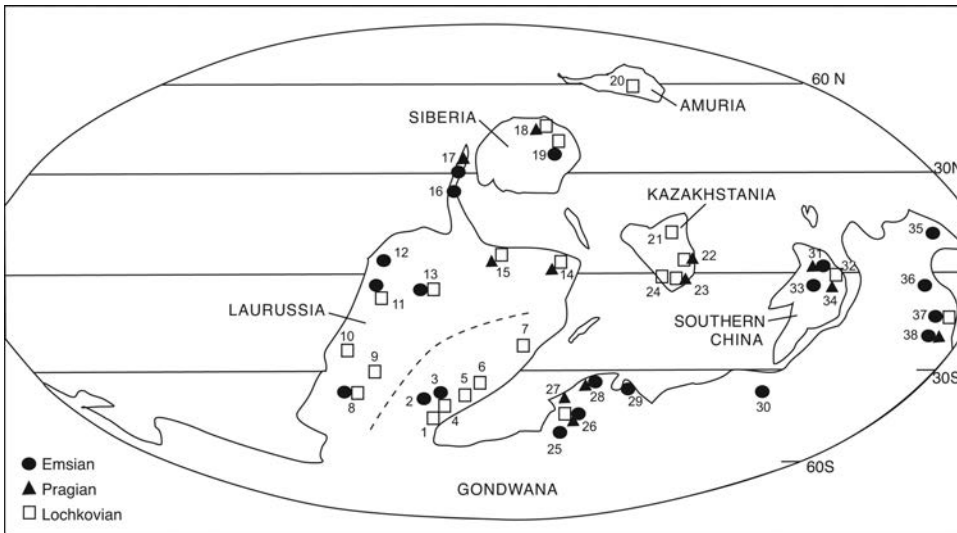 60 N
20
AMURIA
SIBERIA
18
19
17
30N
16
KAZAKHSTANIA
35
21
12
22
31
32
15
14
13
24
23
33
34
36
11
LAURUSSIA
SOUTHERN
CHINA
37
7
10
38
9
6
30S
5
3
28
29
30
8
2
27
4
1
26
25
Emsian
60S
Pragian
GONDWANA
Lochkovian